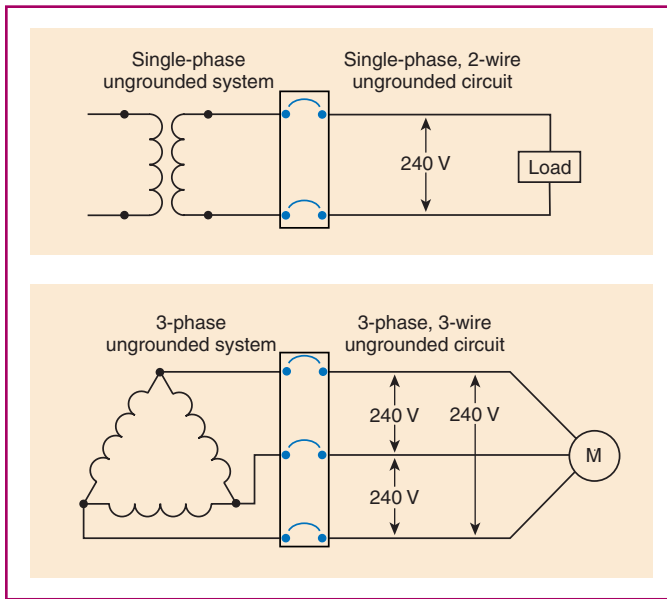 Single-phase
ungrounded system
Single-phase, 2-wire
ungrounded circuit
240 V
Load
3-phase
ungrounded system
3-phase, 3-wire
ungrounded circuit
240 V
240 V
240 V
M